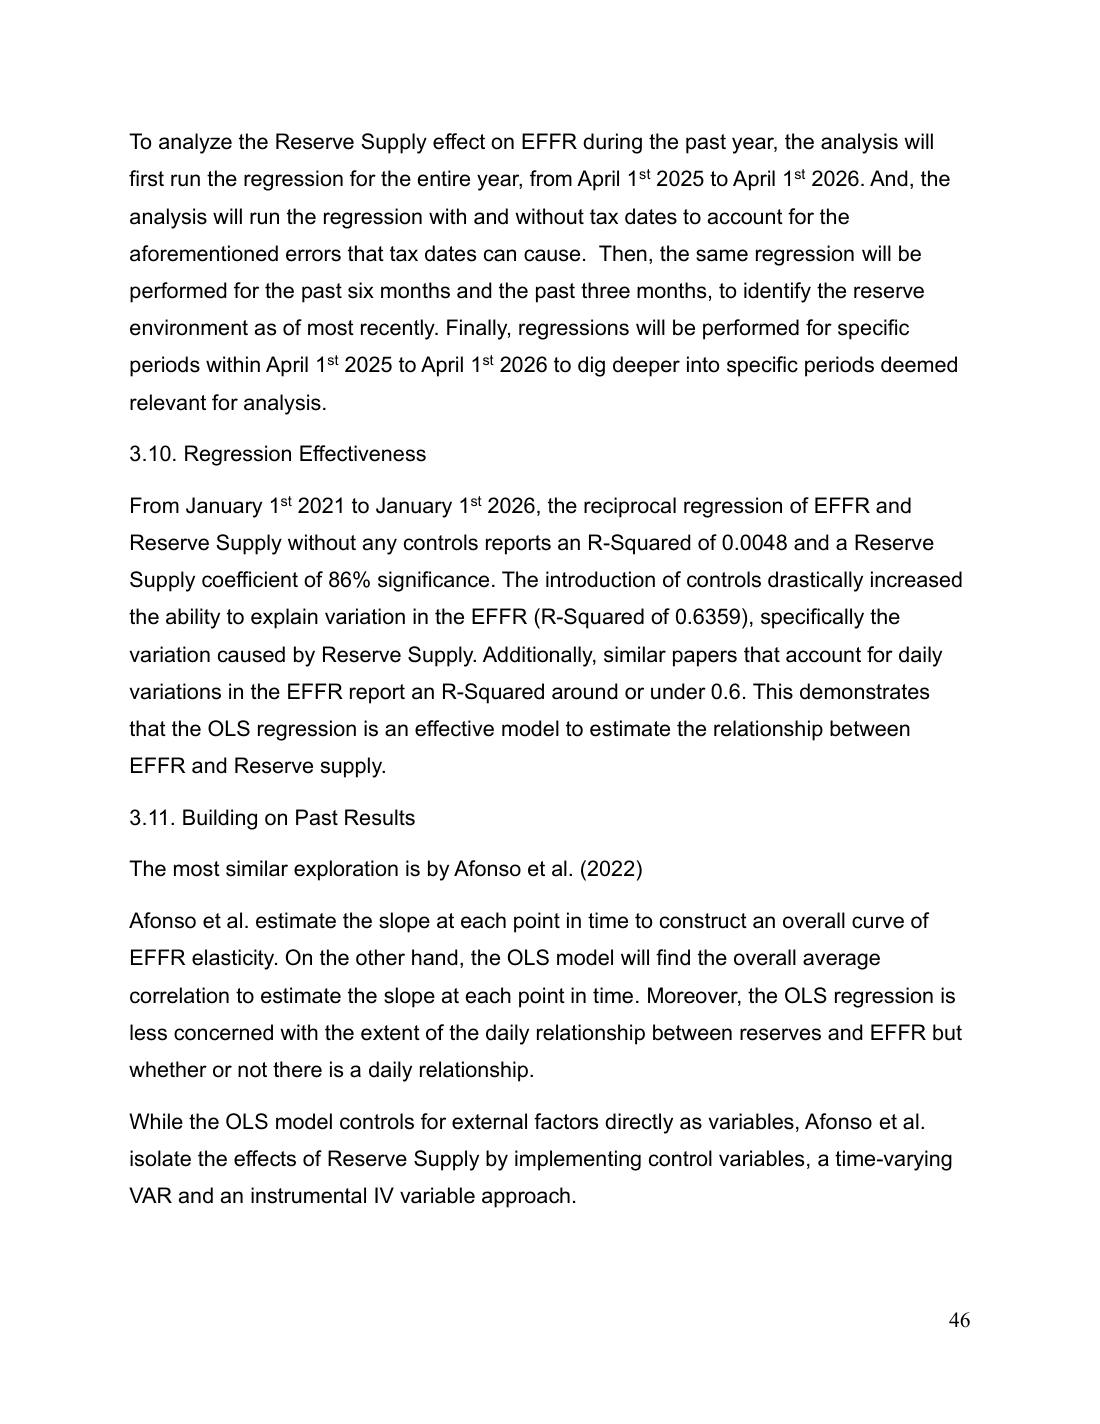 To analyze the Reserve Supply effect on EFFR during the past year, the analysis will
first run the regression for the entire year, from April 1st 2025 to April 1st 2026. And, the
analysis will run the regression with and without tax dates to account for the
aforementioned errors that tax dates can cause.  Then, the same regression will be
performed for the past six months and the past three months, to identify the reserve
environment as of most recently. Finally, regressions will be performed for specific
periods within April 1st 2025 to April 1st 2026 to dig deeper into specific periods deemed
relevant for analysis.
3.10. Regression Effectiveness
From January 1st 2021 to January 1st 2026, the reciprocal regression of EFFR and
Reserve Supply without any controls reports an R-Squared of 0.0048 and a Reserve
Supply coefficient of 86% significance. The introduction of controls drastically increased
the ability to explain variation in the EFFR (R-Squared of 0.6359), specifically the
variation caused by Reserve Supply. Additionally, similar papers that account for daily
variations in the EFFR report an R-Squared around or under 0.6. This demonstrates
that the OLS regression is an effective model to estimate the relationship between
EFFR and Reserve supply.
3.11. Building on Past Results
The most similar exploration is by Afonso et al. (2022)
Afonso et al. estimate the slope at each point in time to construct an overall curve of
EFFR elasticity. On the other hand, the OLS model will find the overall average
correlation to estimate the slope at each point in time. Moreover, the OLS regression is
less concerned with the extent of the daily relationship between reserves and EFFR but
whether or not there is a daily relationship.
While the OLS model controls for external factors directly as variables, Afonso et al.
isolate the effects of Reserve Supply by implementing control variables, a time-varying
VAR and an instrumental IV variable approach.
46